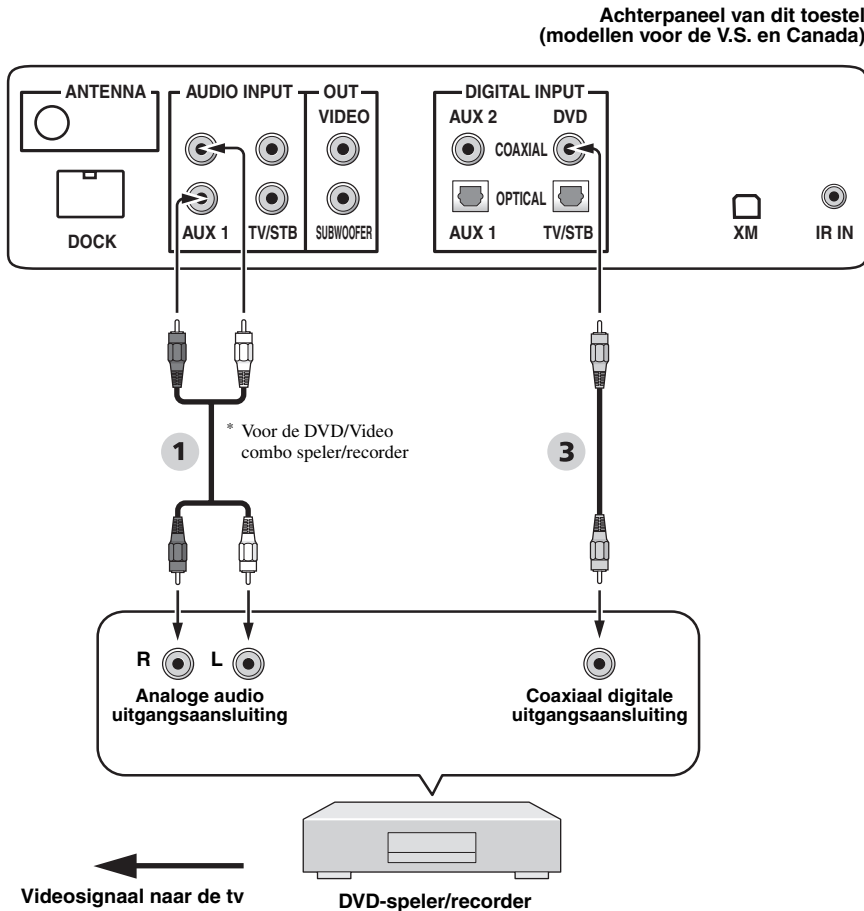 Achterpaneel van dit toestel
(modellen voor de V.S. en Canada)
ANTENNA
AUDIO INPUT
OUT
DIGITAL INPUT
VIDEO
AUX 2
DVD
COAXIAL
OPTICAL
DOCK
AUX 1
TV/STB
SUBWOOFER
AUX 1
TV/STB
XM
IR IN
1
* Voor de DVD/Video
combo speler/recorder
3
R
L
Analoge audio
uitgangsaansluiting
Coaxiaal digitale
uitgangsaansluiting
Videosignaal naar de tv
DVD-speler/recorder